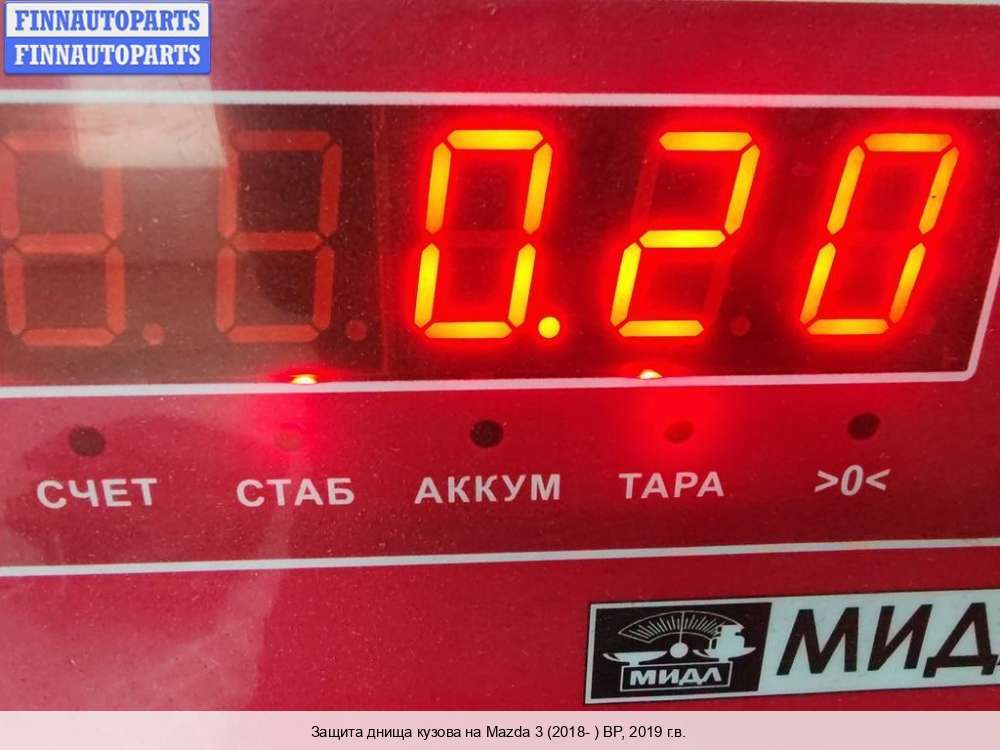 FINNAUTOPARTS
FINNAUTOPARTS
0.20
СЧЕТ СТАБ АККУМ ТАРА >0<
МИДЛ МИД
Защита днища кузова на Mazda 3 (2018- ) BP, 2019 г.в.